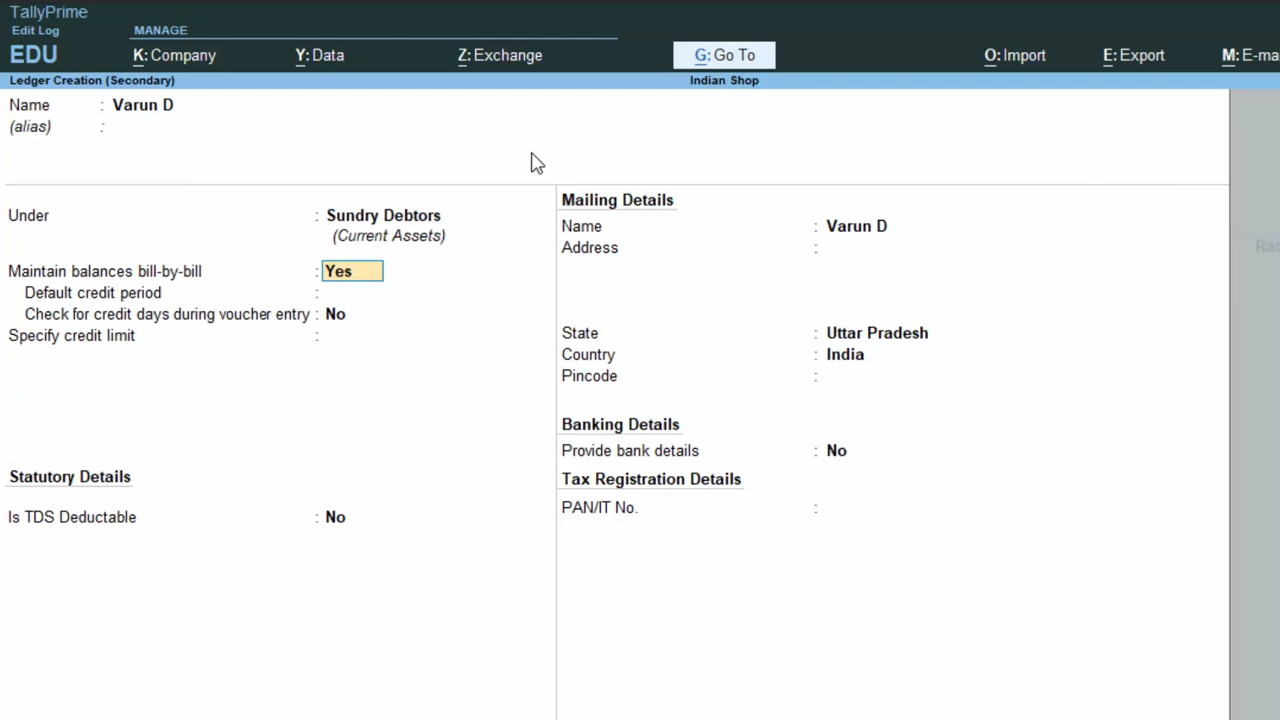 TallyPrime
Edit Log
EDU
MANAGE
K: Company Y: Data Z: Exchange G: Go To O: Import E: Export M: E-ma
Ledger Creation (Secondary) Indian Shop
Name : Varun D
(alias) :
Under : Sundry Debtors
(Current Assets)
Maintain balances bill-by-bill : Yes
Default credit period :
Check for credit days during voucher entry : No
Specify credit limit :
Statutory Details
Is TDS Deductable : No
Mailing Details
Name : Varun D
Address :
State : Uttar Pradesh
Country : India
Pincode :
Banking Details
Provide bank details : No
Tax Registration Details
PAN/IT No. :
Rat